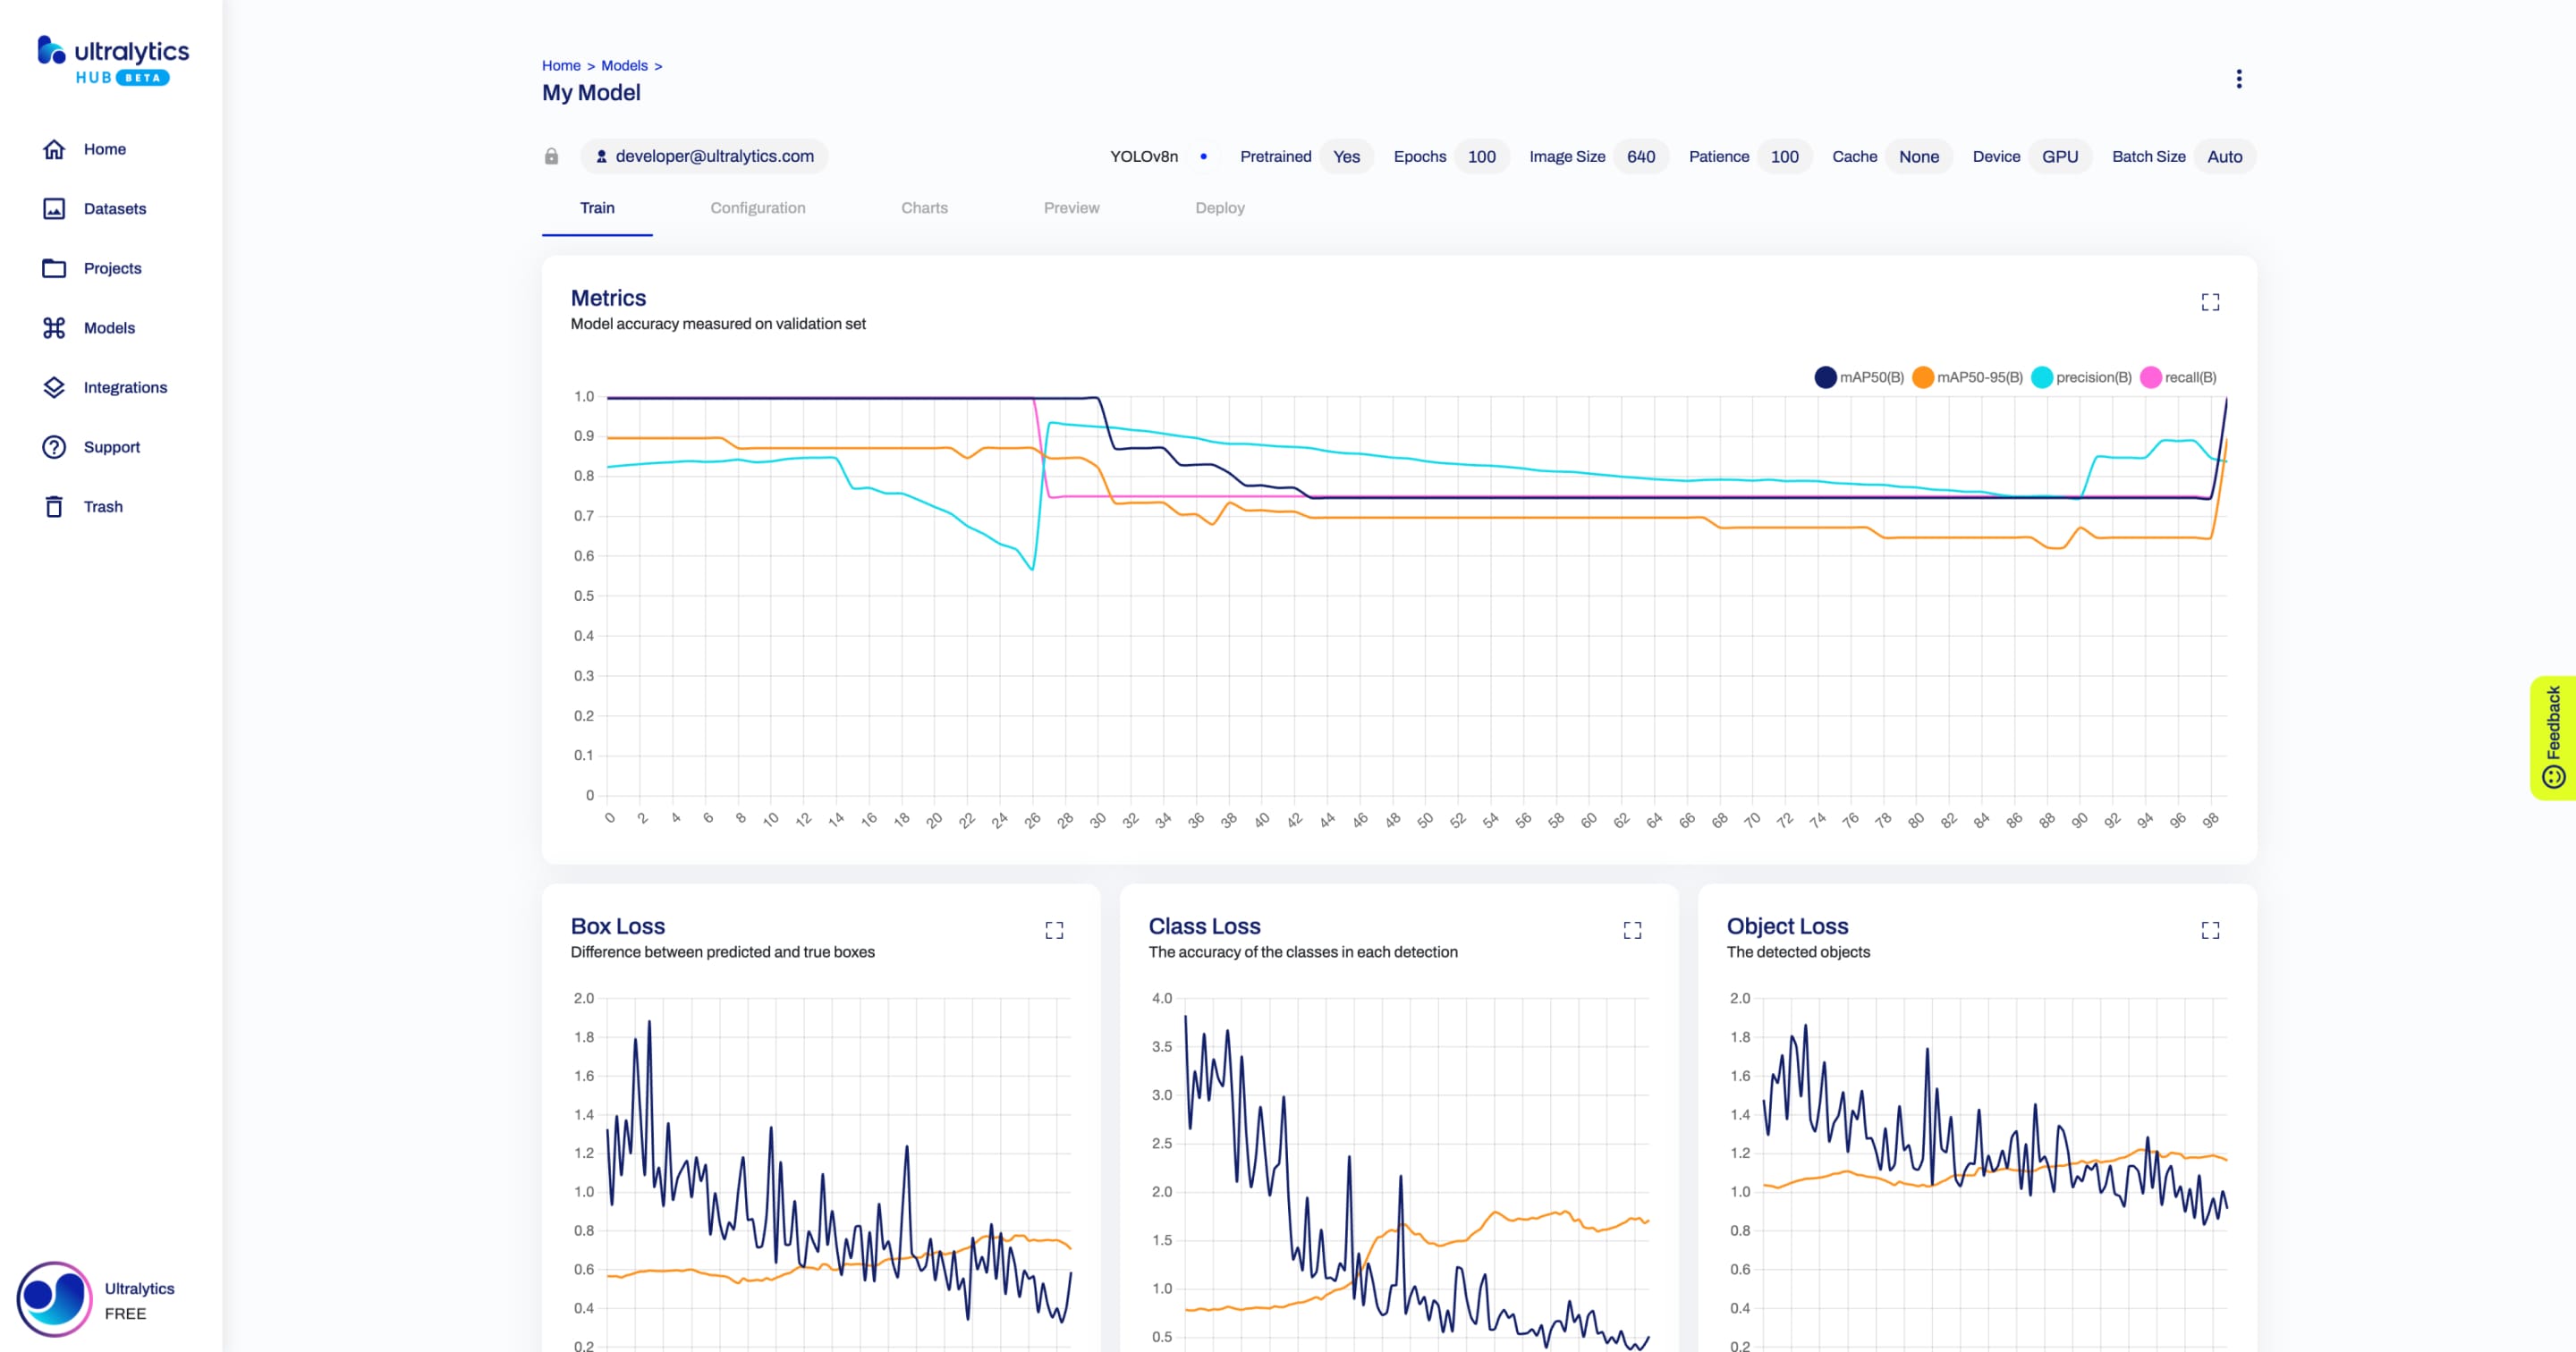 ultralytics
HUB BETA
Home
Datasets
Projects
Models
Integrations
Support
Trash
Ultralytics
FREE
Home > Models >
My Model
developer@ultralytics.com
YOLOv8n Pretrained Yes Epochs 100 Image Size 640 Patience 100 Cache None Device GPU Batch Size Auto
Train Configuration Charts Preview Deploy
Metrics
Model accuracy measured on validation set
mAP50(B) mAP50-95(B) precision(B) recall(B)
1.0
0.9
0.8
0.7
0.6
0.5
0.4
0.3
0.2
0.1
0
0 2 4 6 8 10 12 14 16 18 20 22 24 26 28 30 32 34 36 38 40 42 44 46 48 50 52 54 56 58 60 62 64 66 68 70 72 74 76 78 80 82 84 86 88 90 92 94 96 98
Box Loss
Difference between predicted and true boxes
2.0
1.8
1.6
1.4
1.2
1.0
0.8
0.6
0.4
0.2
Class Loss
The accuracy of the classes in each detection
4.0
3.5
3.0
2.5
2.0
1.5
1.0
0.5
Object Loss
The detected objects
2.0
1.8
1.6
1.4
1.2
1.0
0.8
0.6
0.4
0.2
Feedback